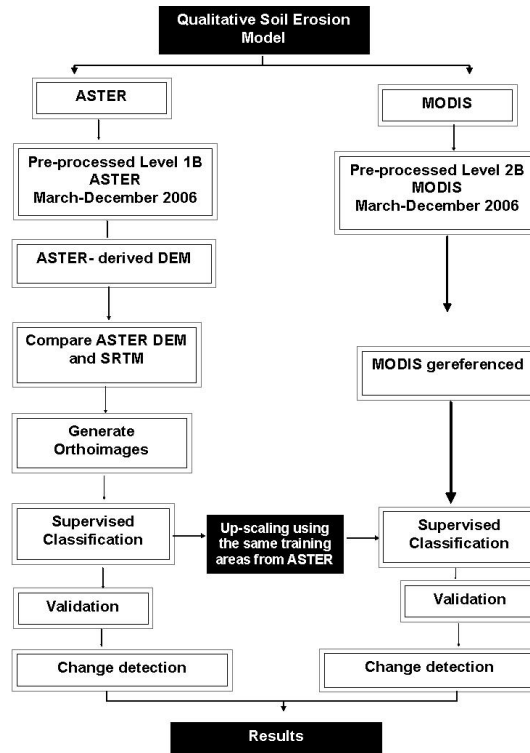 Qualitative Soil Erosion
Model
ASTER
MODIS
Pre-processed Level 1B
ASTER
March-December 2006
Pre-processed Level 2B
MODIS
March-December 2006
ASTER- derived DEM
Compare ASTER DEM
and SRTM
MODIS gereferenced
Generate
Orthoimages
Supervised
Classification
Up-scaling using
the same training
areas from ASTER
Supervised
Classification
Validation
Validation
Change detection
Change detection
Results